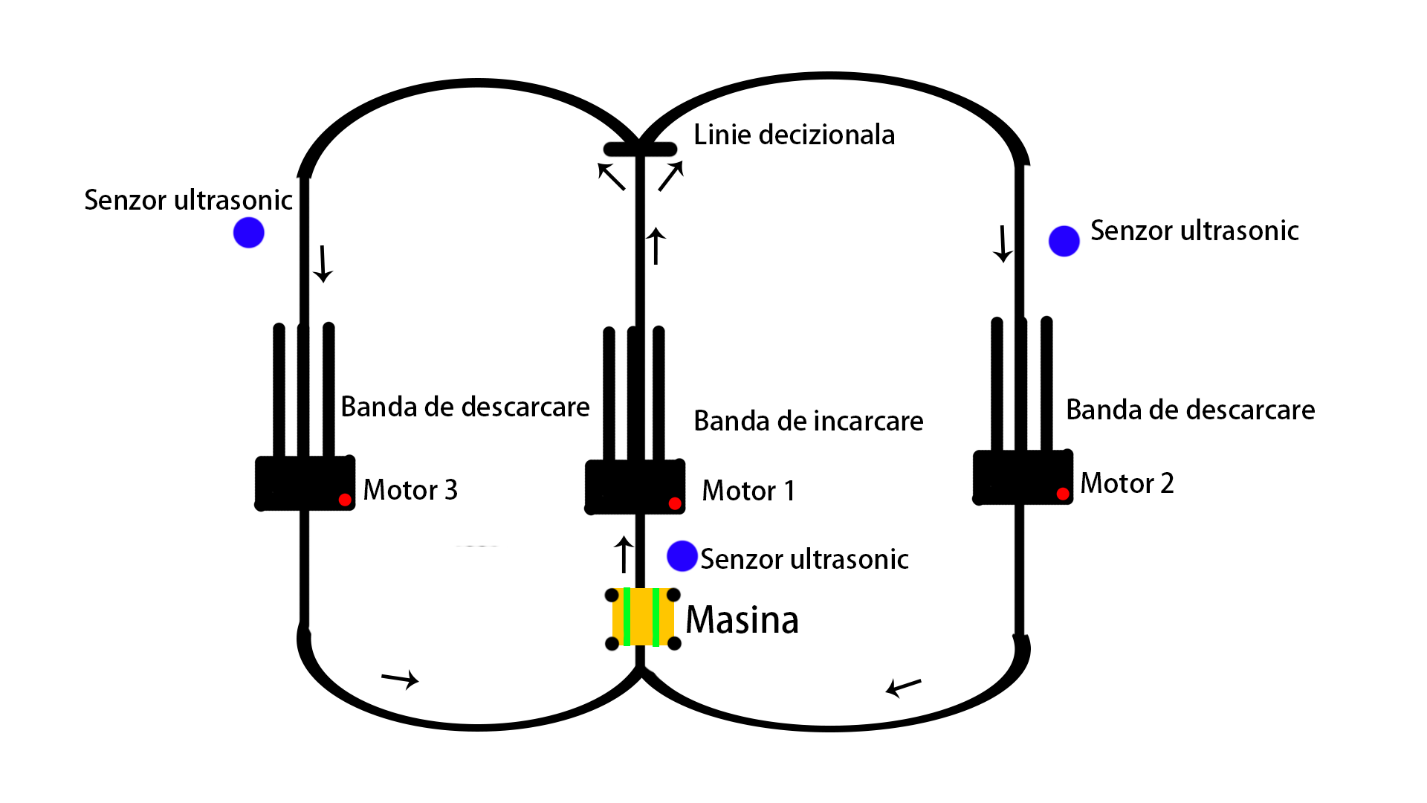 Linie decizionala
Senzor ultrasonic
Senzor ultrasonic
Banda de descarcare
Banda de incarcare
Banda de descarcare
Motor 3
Motor 1
Motor 2
Senzor ultrasonic
Masina